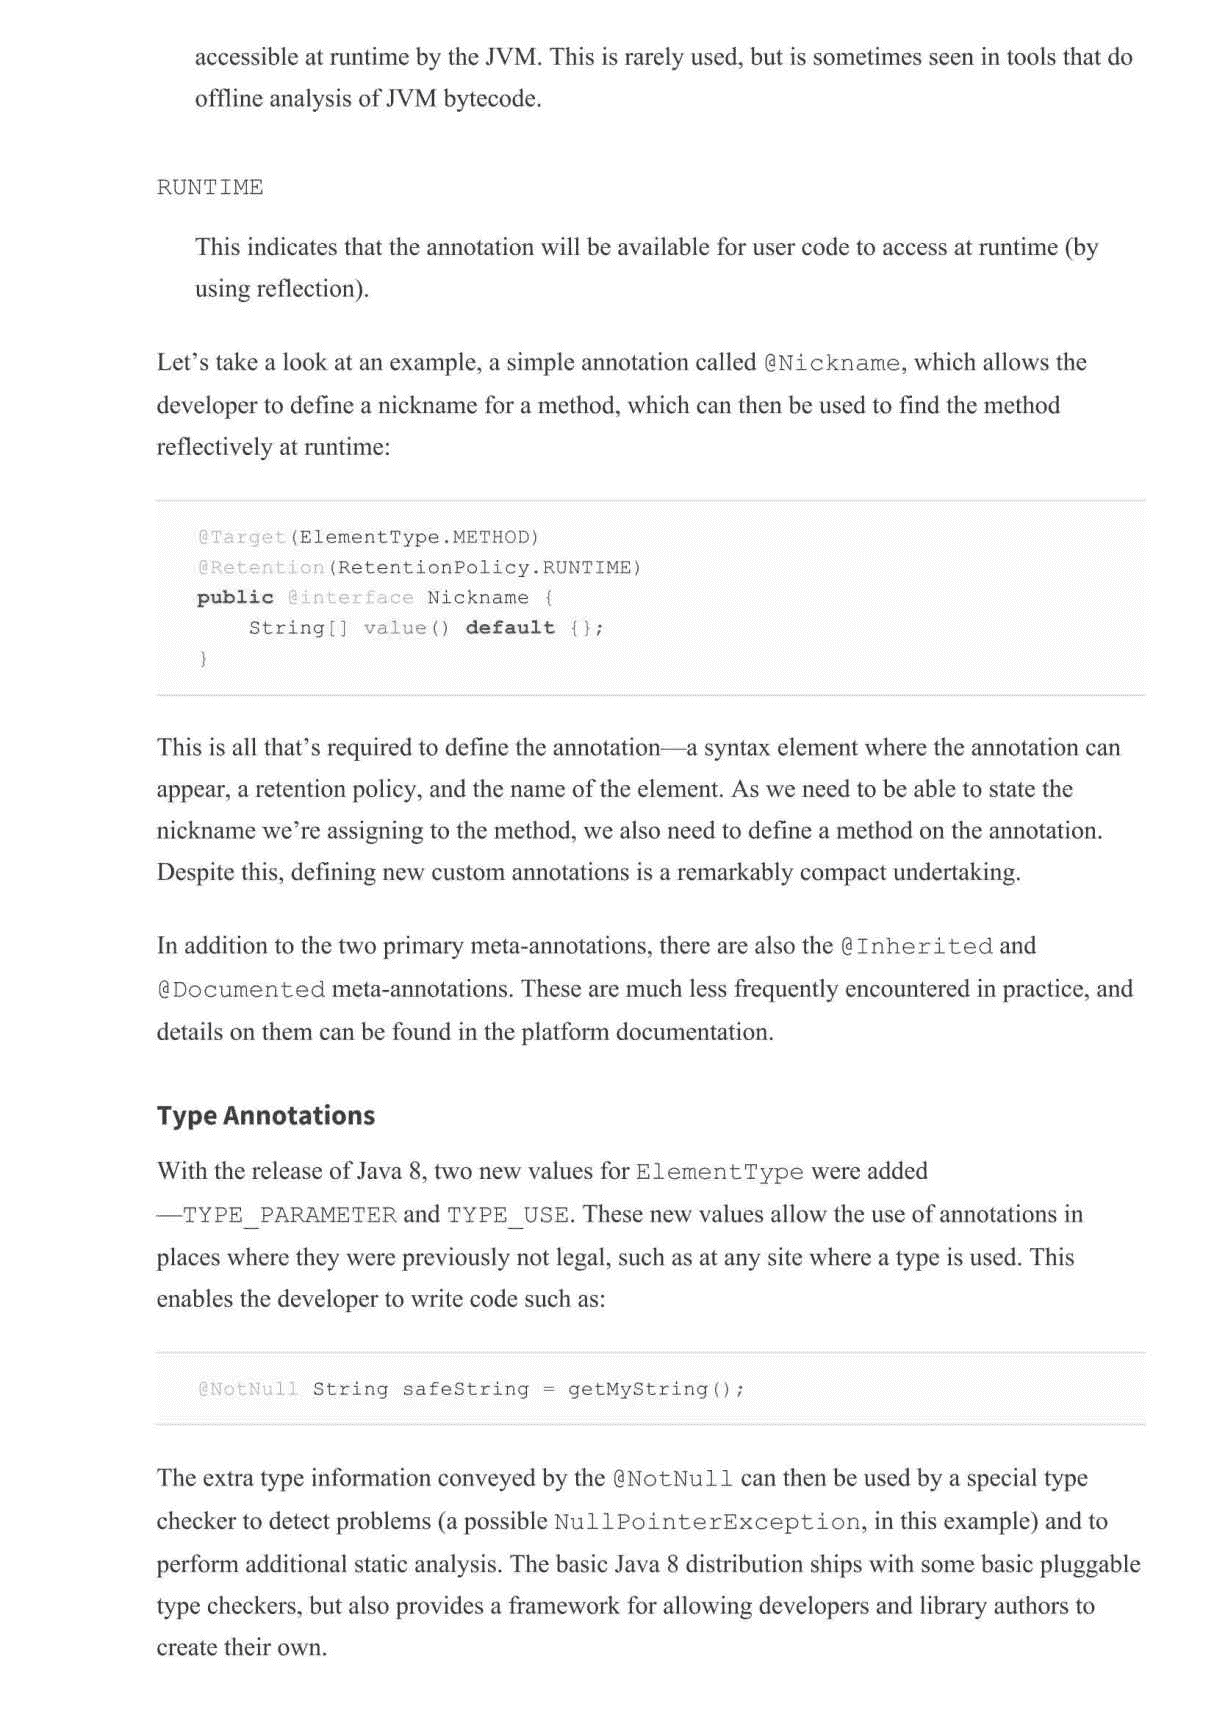 accessible at runtime by the JVM. This is rarely used, but is sometimes seen in tools that do
offline analysis of JVM bytecode.
RUNTIME
This indicates that the annotation will be available for user code to access at runtime (by
using reflection).
Let’s take a look at an example, a simple annotation called @Nickname, which allows the
developer to define a nickname for a method, which can then be used to find the method
reflectively at runtime:
@Target(ElementType.METHOD)
@Retention(RetentionPolicy.RUNTIME)
public @interface Nickname {
    String[] value() default {};
}
This is all that’s required to define the annotation—a syntax element where the annotation can
appear, a retention policy, and the name of the element. As we need to be able to state the
nickname we’re assigning to the method, we also need to define a method on the annotation.
Despite this, defining new custom annotations is a remarkably compact undertaking.
In addition to the two primary meta-annotations, there are also the @Inherited and
@Documented meta-annotations. These are much less frequently encountered in practice, and
details on them can be found in the platform documentation.
Type Annotations
With the release of Java 8, two new values for ElementType were added
—TYPE_PARAMETER and TYPE_USE. These new values allow the use of annotations in
places where they were previously not legal, such as at any site where a type is used. This
enables the developer to write code such as:
@NotNull String safeString = getMyString();
The extra type information conveyed by the @NotNull can then be used by a special type
checker to detect problems (a possible NullPointerException, in this example) and to
perform additional static analysis. The basic Java 8 distribution ships with some basic pluggable
type checkers, but also provides a framework for allowing developers and library authors to
create their own.